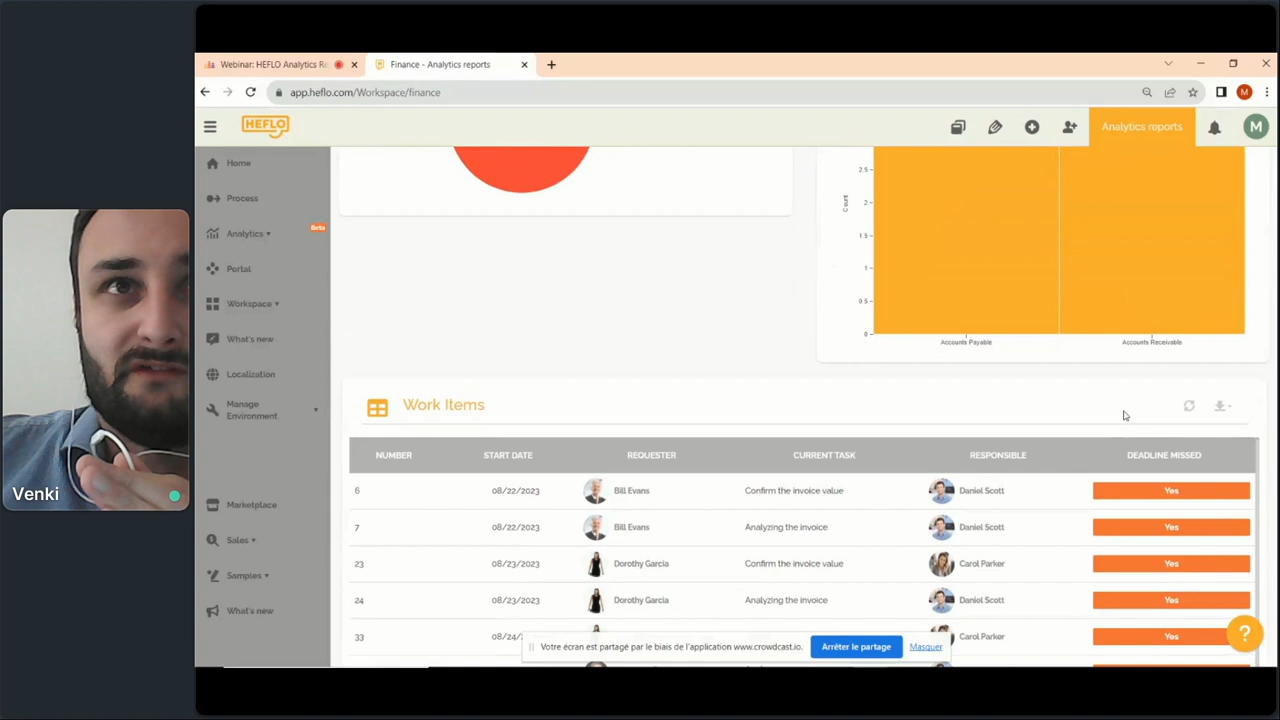 Webinar: HEFLO Analytics Re
Finance - Analytics reports
app.heflo.com/Workspace/finance
M
HEFLO
Analytics reports
M
Home
Process
Analytics
Beta
Portal
Workspace
What's new
Localization
Manage
Environment
Marketplace
Sales
Samples
What's new
Venki
Count
2.5
2
1.5
1
0.5
0
Accounts Payable
Accounts Receivable
Work Items
NUMBER START DATE REQUESTER CURRENT TASK RESPONSIBLE DEADLINE MISSED
6 08/22/2023 Bill Evans Confirm the invoice value Daniel Scott Yes
7 08/22/2023 Bill Evans Analyzing the invoice Daniel Scott Yes
23 08/23/2023 Dorothy Garcia Confirm the invoice value Carol Parker Yes
24 08/23/2023 Dorothy Garcia Analyzing the invoice Daniel Scott Yes
33 08/24/ Carol Parker Yes
Votre écran est partagé par le biais de l'application www.crowdcast.io. Arrêter le partage Masquer
?